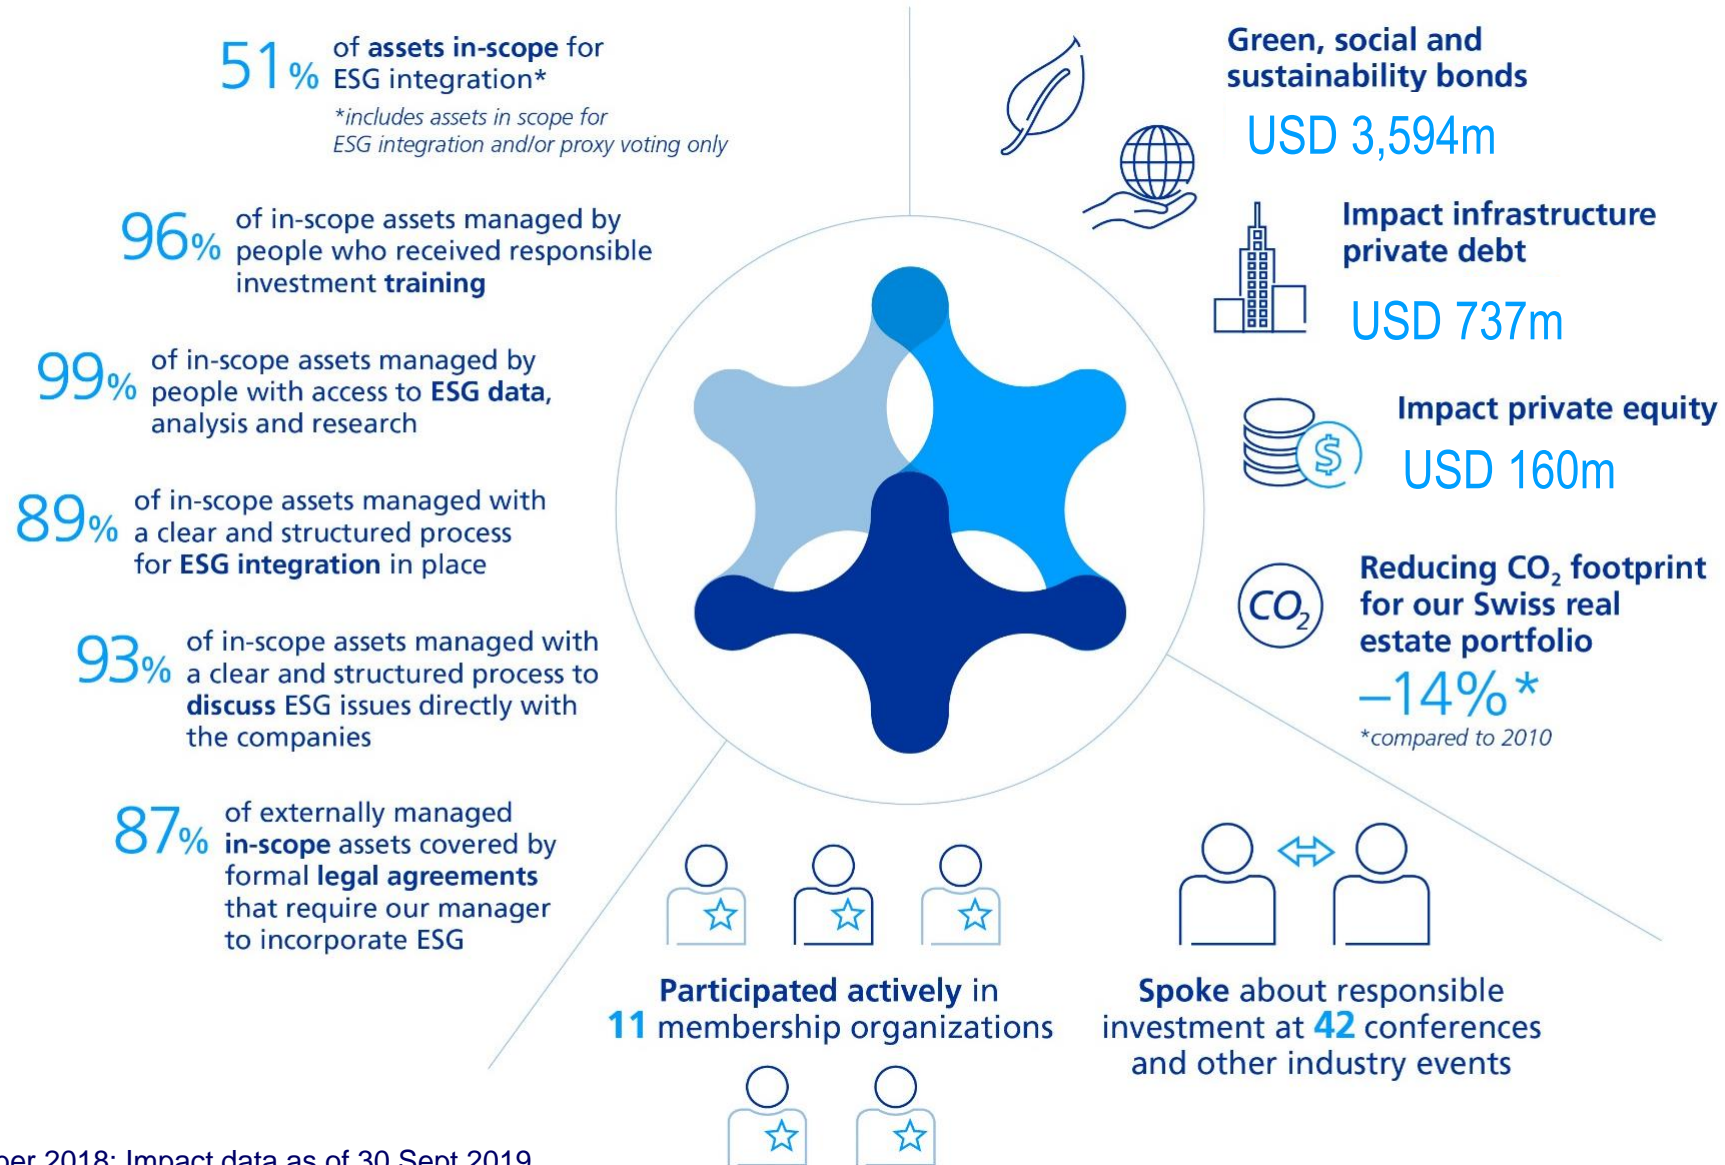 51% of assets in-scope for
ESG integration*
*includes assets in scope for
ESG integration and/or proxy voting only
96% of in-scope assets managed by
people who received responsible
investment training
99% of in-scope assets managed by
people with access to ESG data,
analysis and research
89% of in-scope assets managed with
a clear and structured process
for ESG integration in place
93% of in-scope assets managed with
a clear and structured process to
discuss ESG issues directly with
the companies
87% of externally managed
in-scope assets covered by
formal legal agreements
that require our manager
to incorporate ESG
Green, social and
sustainability bonds
USD 3,594m
Impact infrastructure
private debt
USD 737m
$
Impact private equity
USD 160m
CO₂
Reducing CO₂ footprint
for our Swiss real
estate portfolio
–14%*
*compared to 2010
Participated actively in
11 membership organizations
Spoke about responsible
investment at 42 conferences
and other industry events
2018; Impact data as of 30 Sept 2019